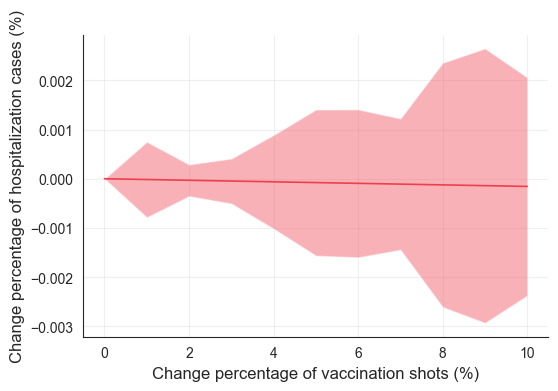 Change percentage of hospitalization cases (%)
0.002
0.001
0.000
−0.001
−0.002
−0.003
0 2 4 6 8 10
Change percentage of vaccination shots (%)